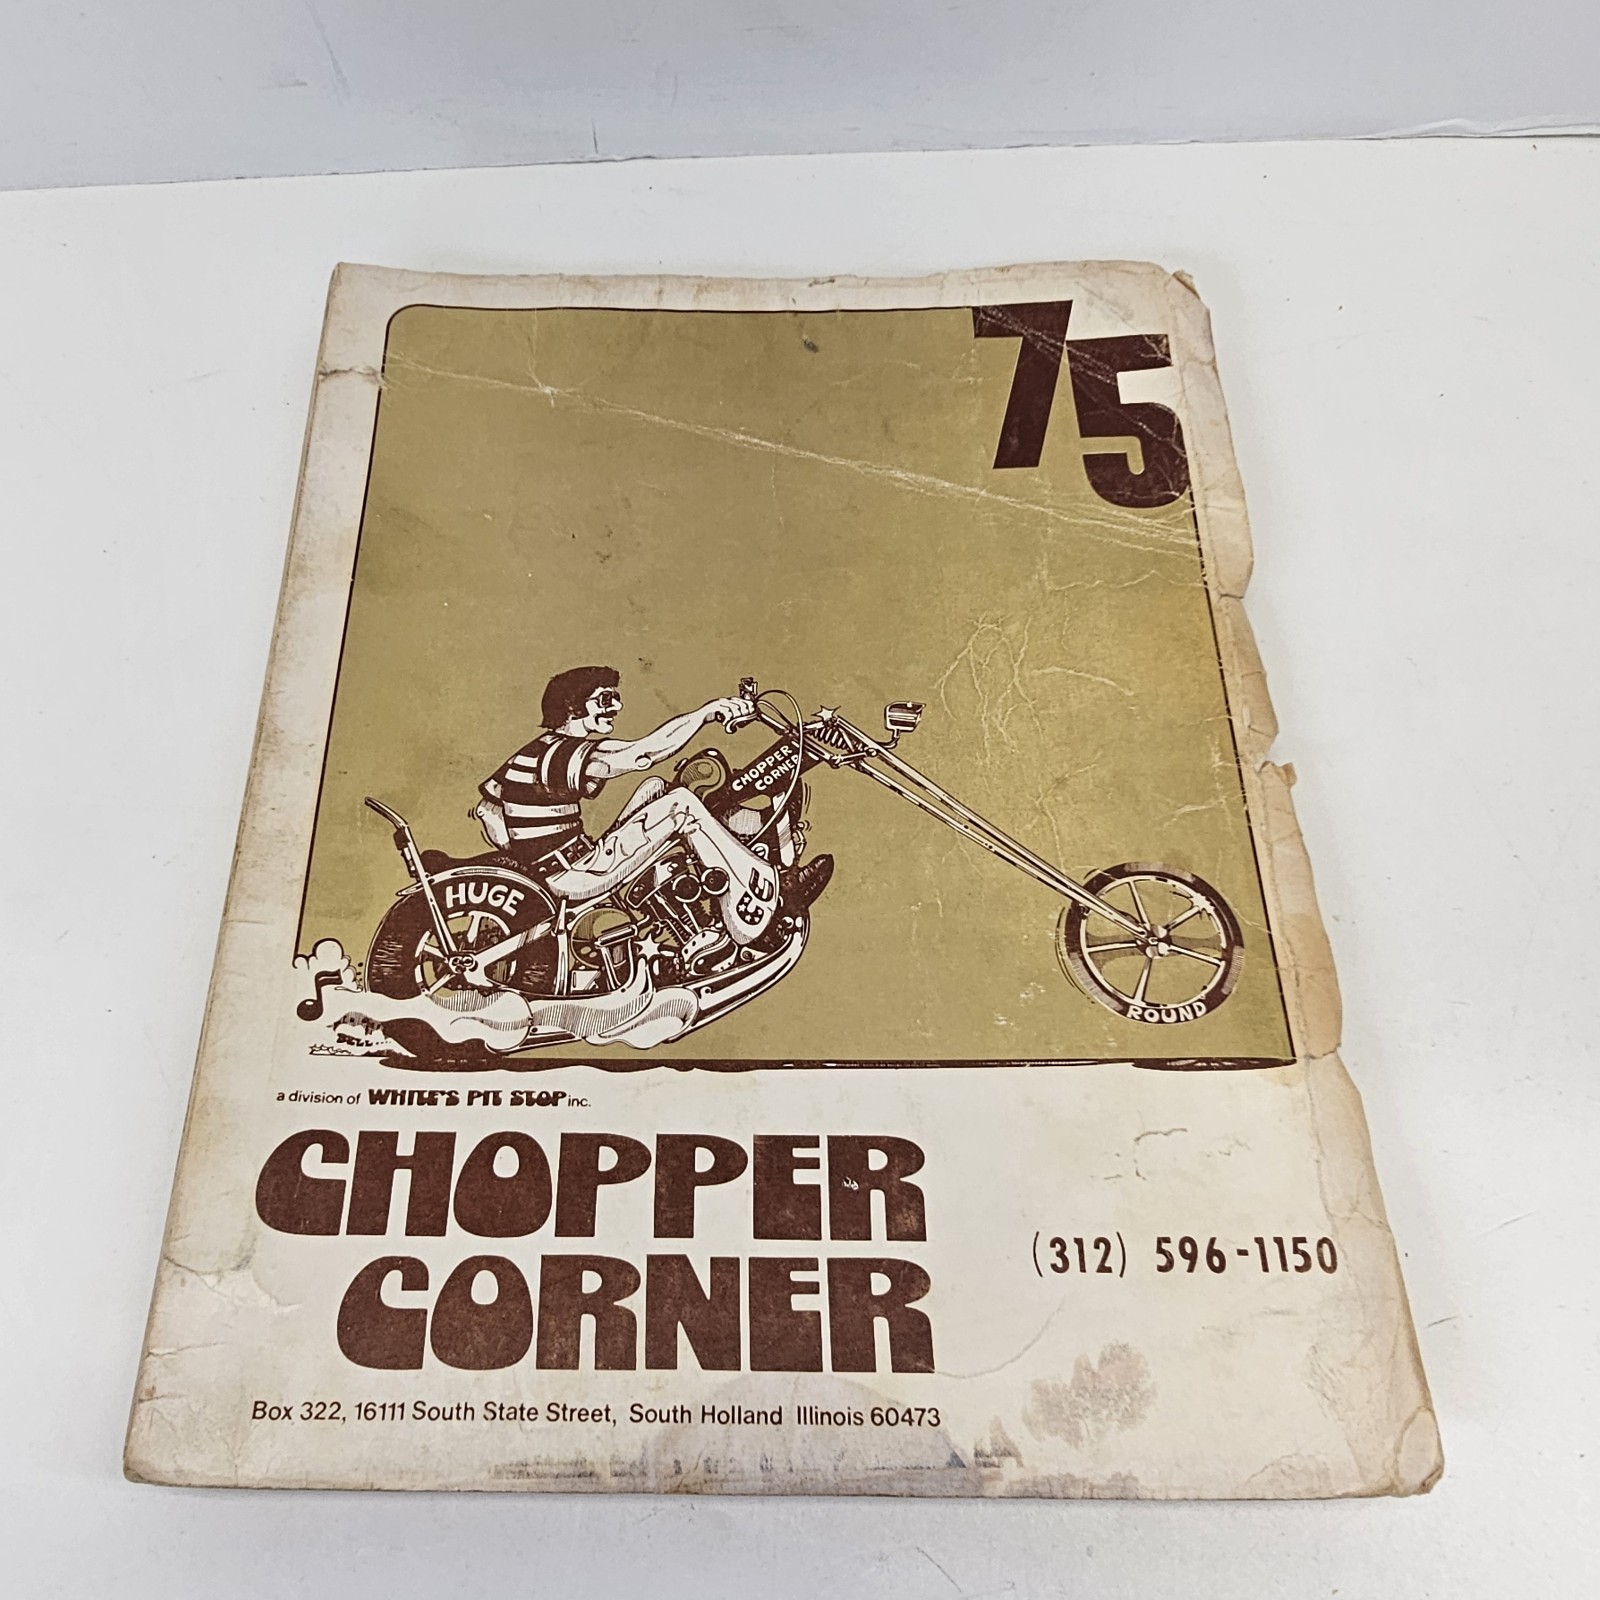 75
CHOPPER
CORNER
HUGE
ROUND
a division of WHITE'S PIT STOP inc.
CHOPPER
CORNER
(312) 596-1150
Box 322, 16111 South State Street, South Holland Illinois 60473